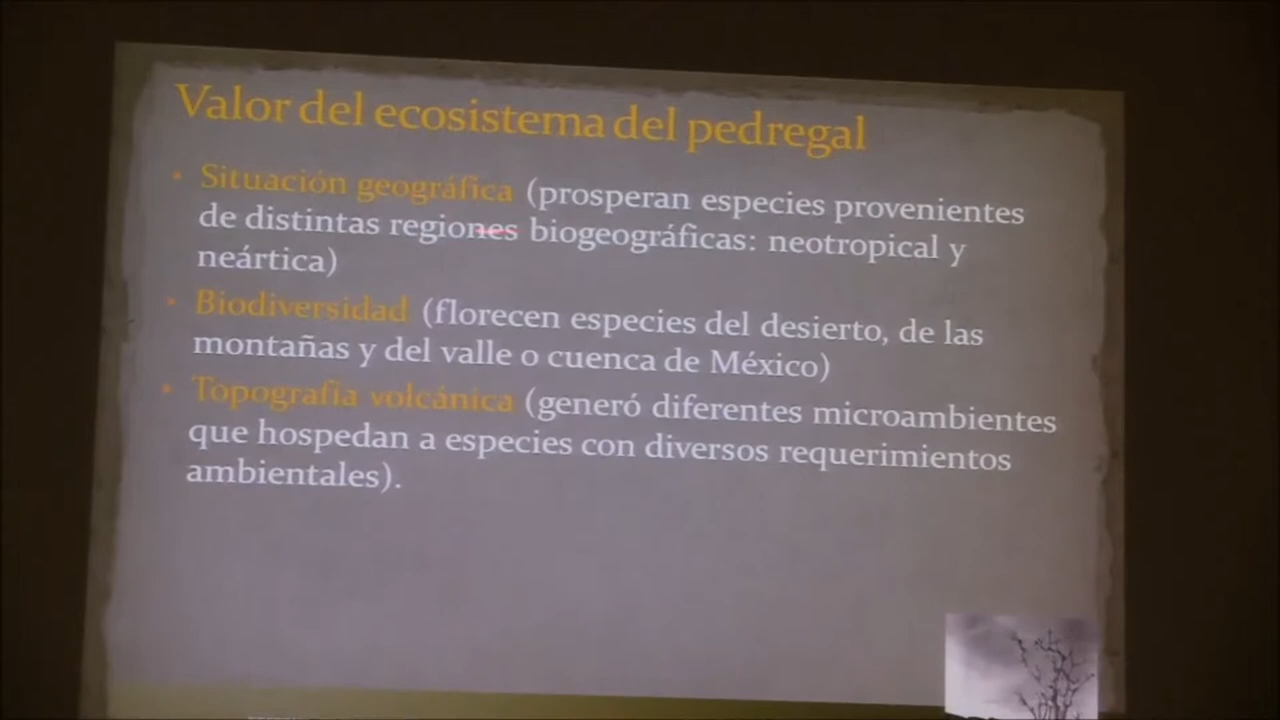 Valor del ecosistema del pedregal
• Situación geográfica (prosperan especies provenientes
de distintas regiones biogeográficas: neotropical y
neártica)
• Biodiversidad (florecen especies del desierto, de las
montañas y del valle o cuenca de México)
• Topografía volcánica (generó diferentes microambientes
que hospedan a especies con diversos requerimientos
ambientales).